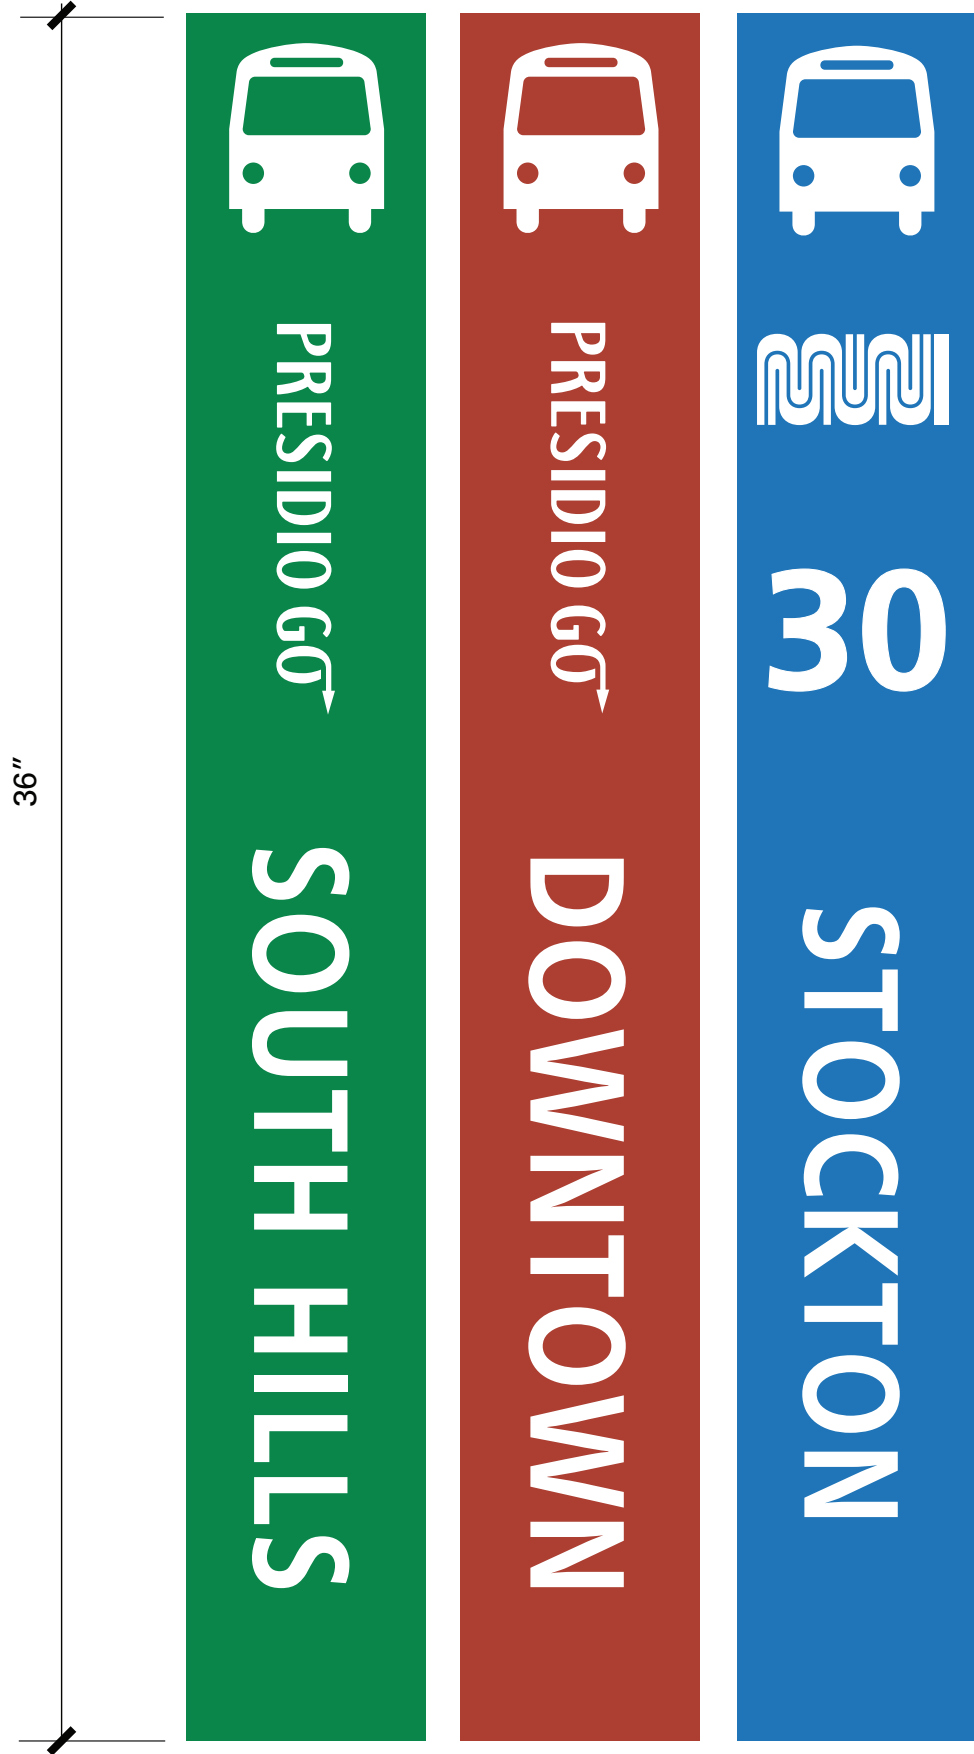 36″
PRESIDIO GO
SOUTH HILLS
PRESIDIO GO
DOWNTOWN
muni
30
STOCKTON